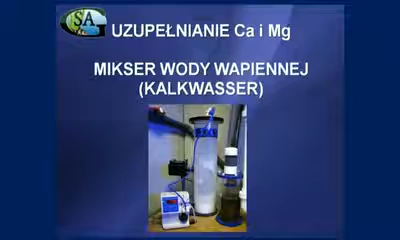 SA
UZUPEŁNIANIE Ca i Mg
MIKSER WODY WAPIENNEJ
(KALKWASSER)